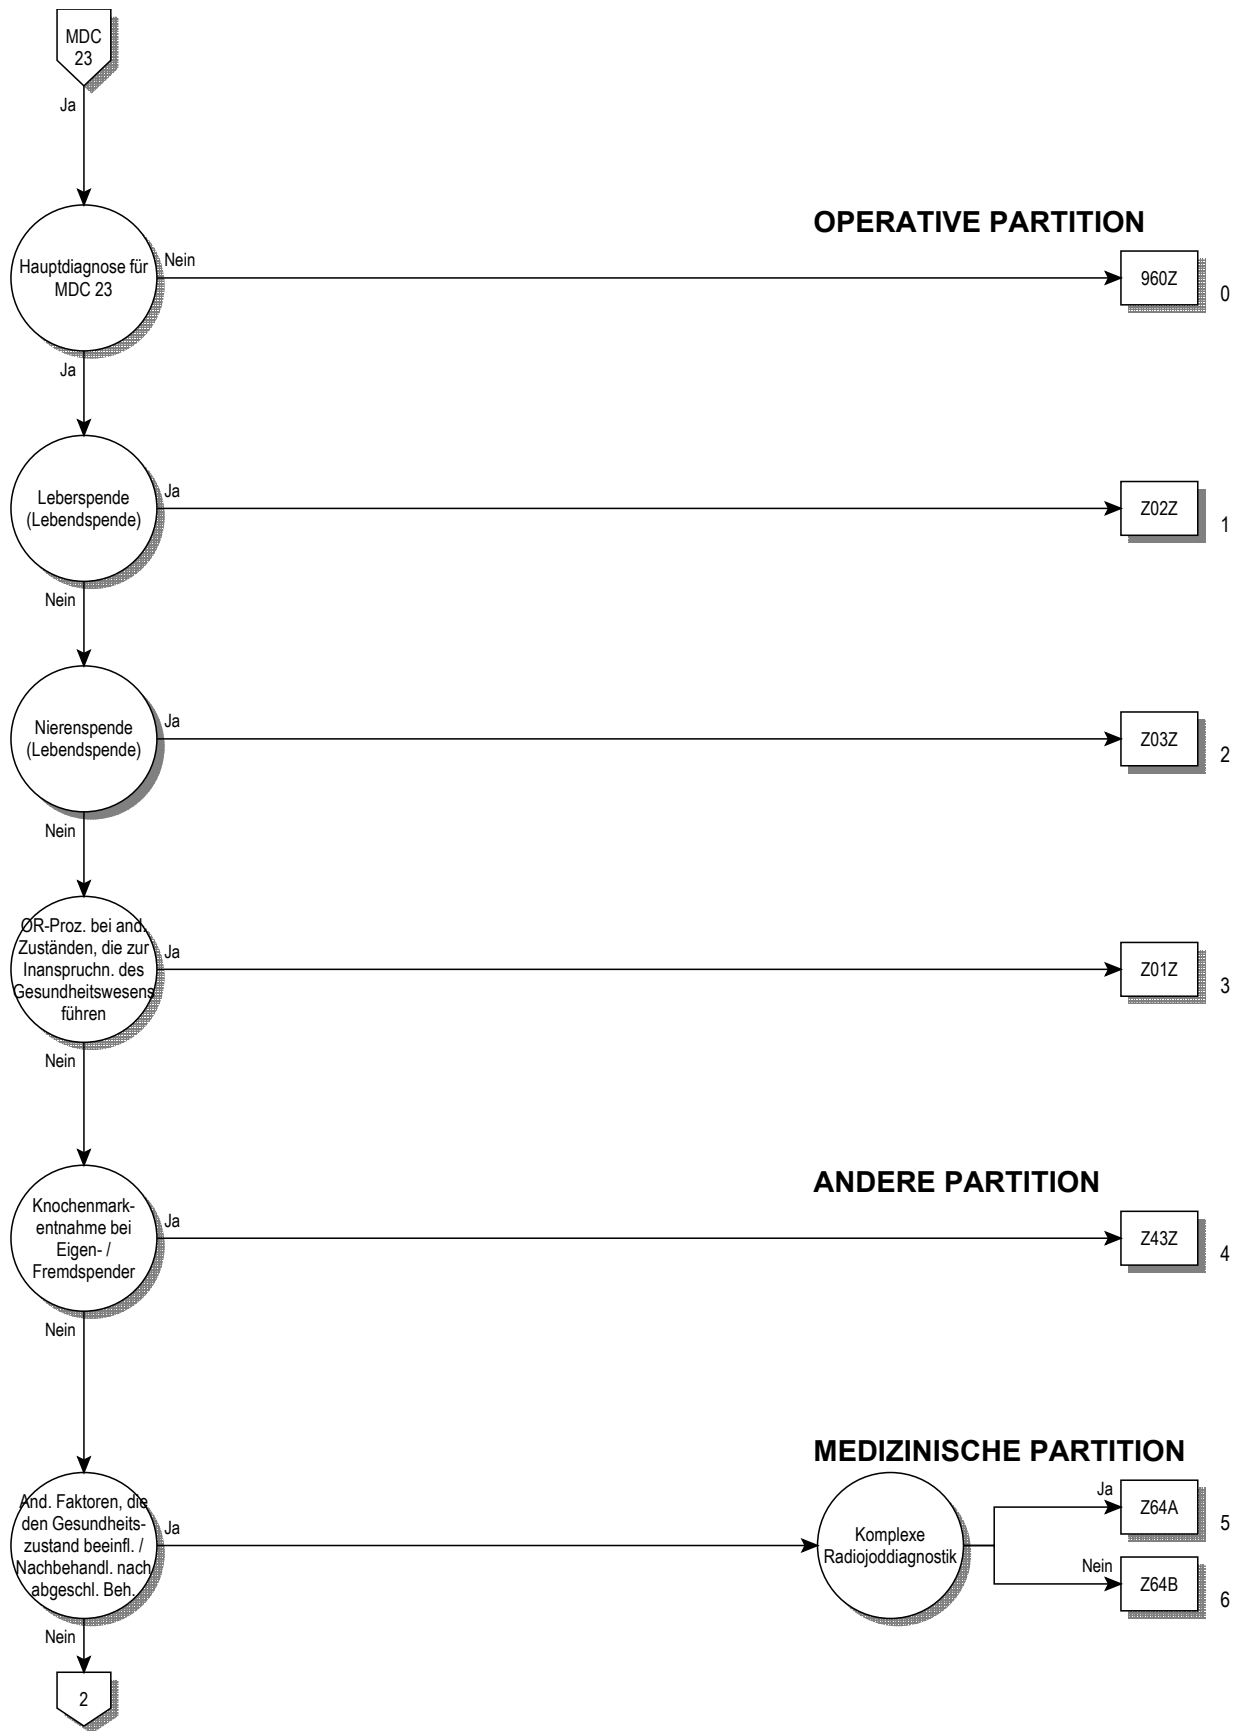 MDC
23
Ja
OPERATIVE PARTITION
Hauptdiagnose für
MDC 23
Nein
960Z
0
Ja
Leberspende
(Lebendspende)
Ja
Z02Z
1
Nein
Nierenspende
(Lebendspende)
Ja
Z03Z
2
Nein
OR-Proz. bei and.
Zuständen, die zur
Inanspruchn. des
Gesundheitswesens
führen
Ja
Z01Z
3
Nein
ANDERE PARTITION
Knochenmark-
entnahme bei
Eigen- /
Fremdspender
Ja
Z43Z
4
Nein
MEDIZINISCHE PARTITION
And. Faktoren, die
den Gesundheits-
zustand beeinfl. /
Nachbehandl. nach
abgeschl. Beh.
Ja
Komplexe
Radiojoddiagnostik
Ja
Z64A
5
Nein
Z64B
6
Nein
2